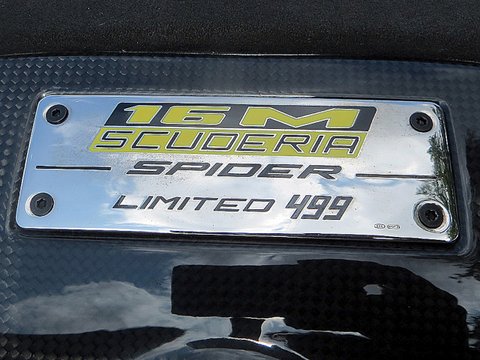 16M
SCUDERIA
SPIDER
LIMITED 499